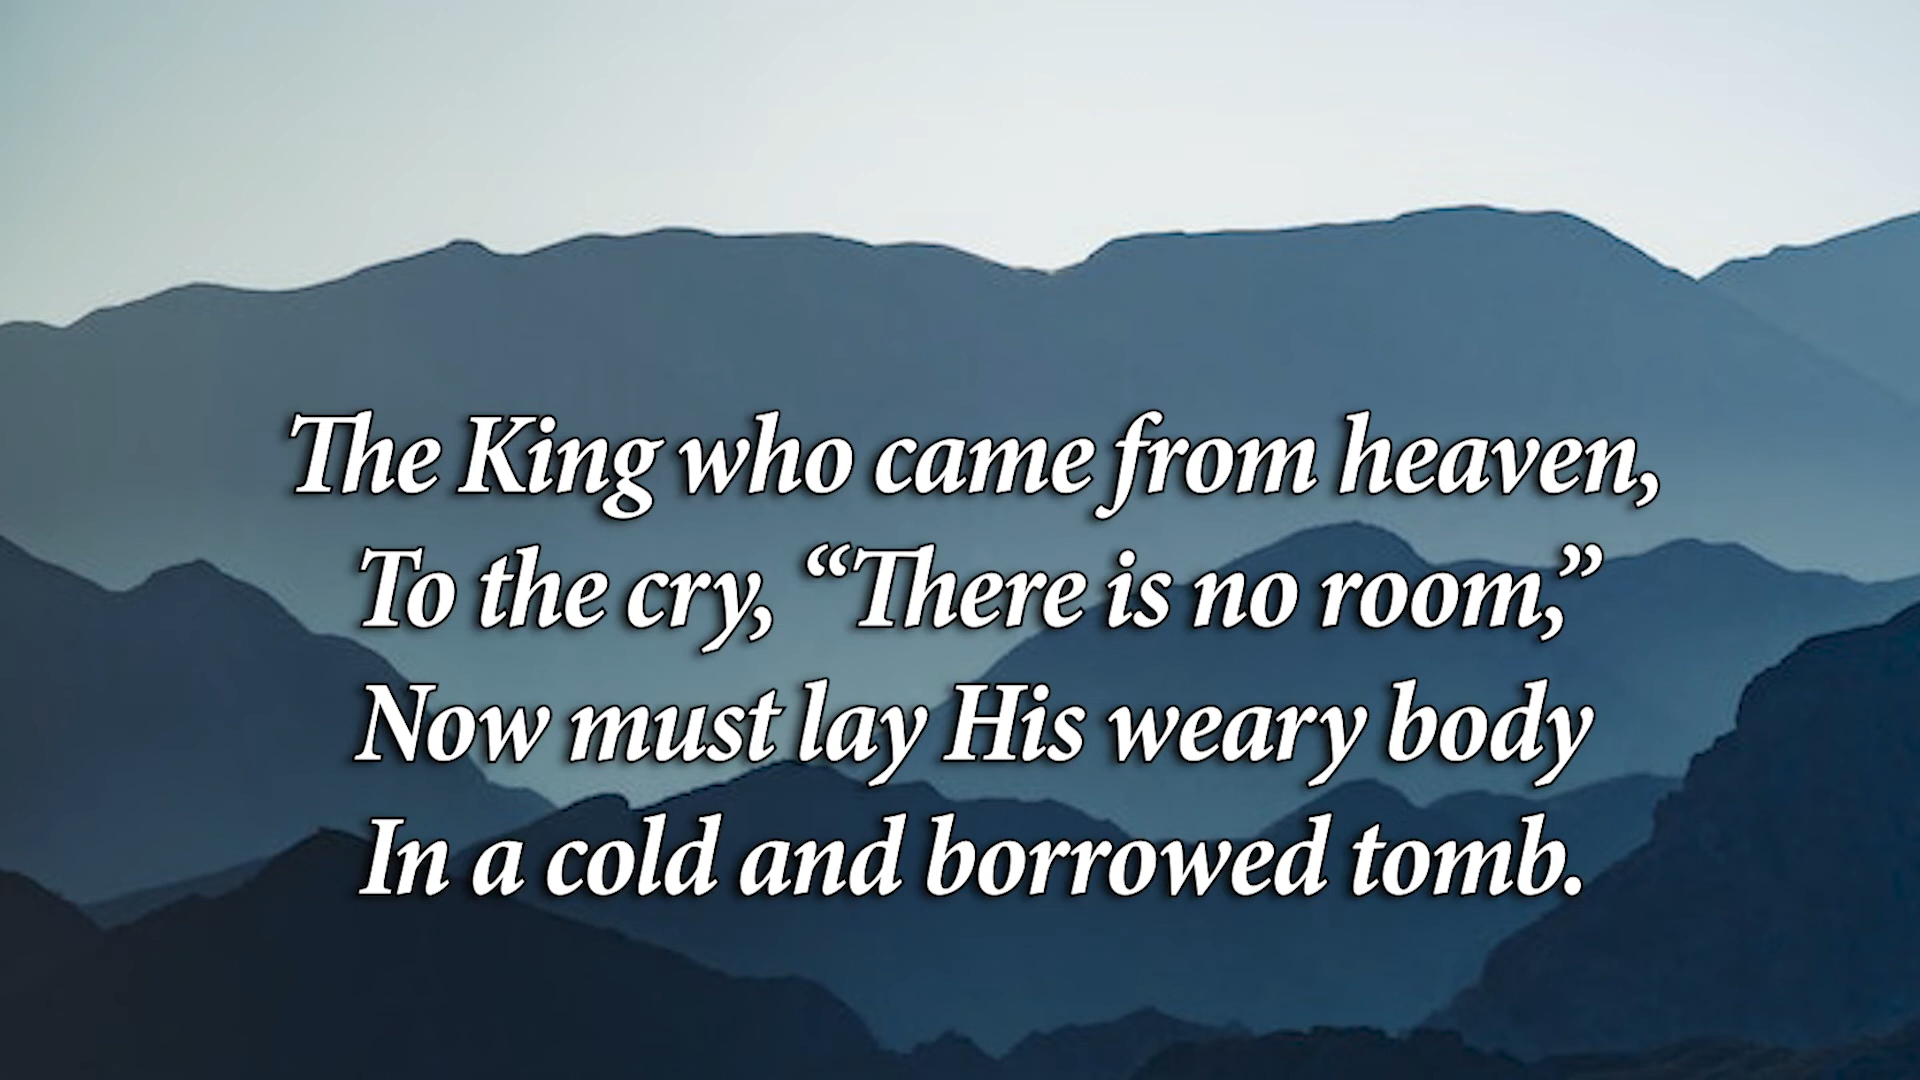 The King who came from heaven,
To the cry, “There is no room,”
Now must lay His weary body
In a cold and borrowed tomb.